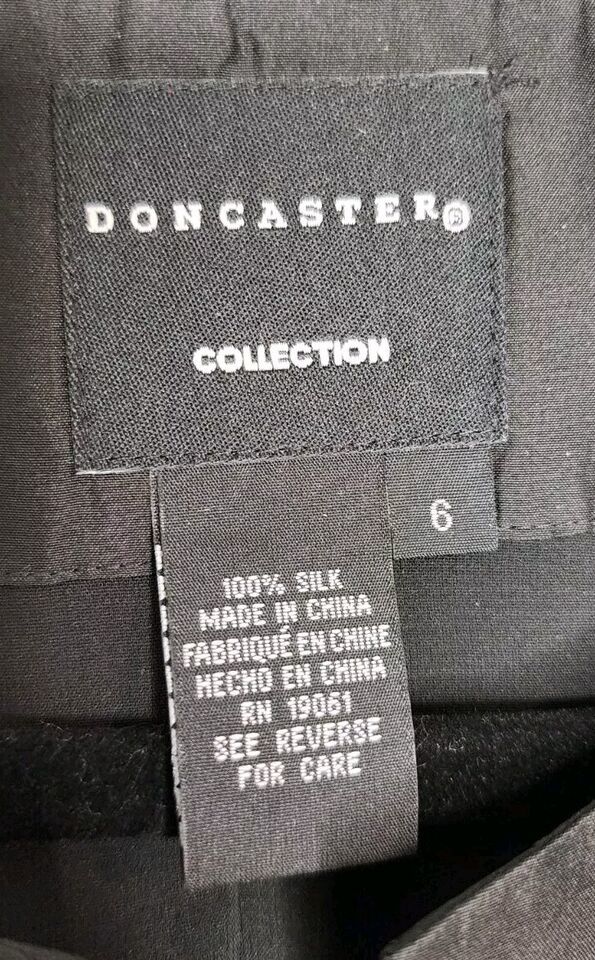 DONCASTER®
COLLECTION
6
100% SILK
MADE IN CHINA
FABRIQUÉ EN CHINE
HECHO EN CHINA
RN 19061
SEE REVERSE
FOR CARE